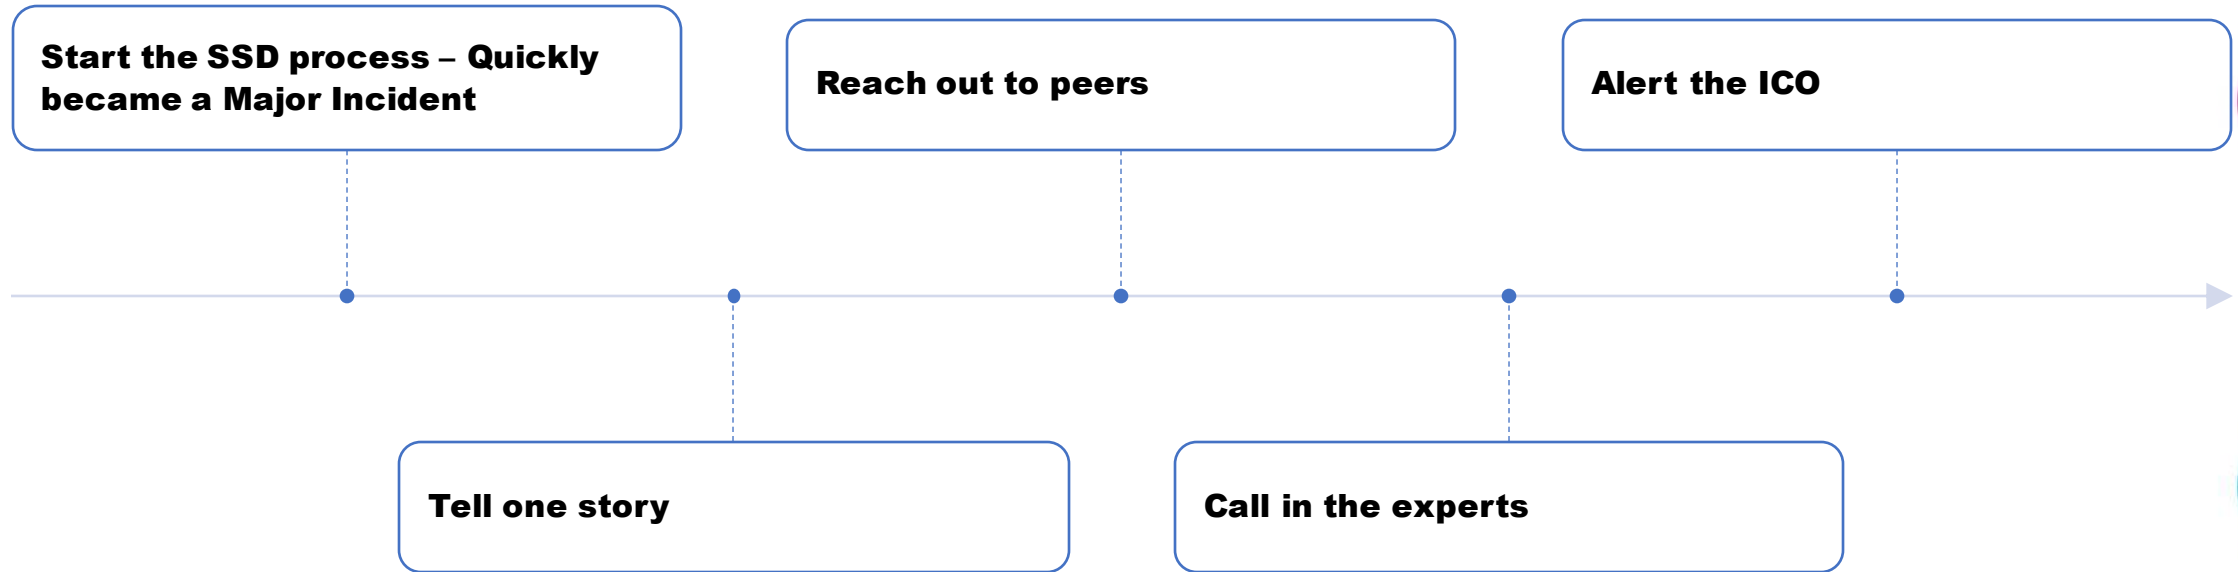 Start the SSD process – Quickly
became a Major Incident
Tell one story
Reach out to peers
Call in the experts
Alert the ICO